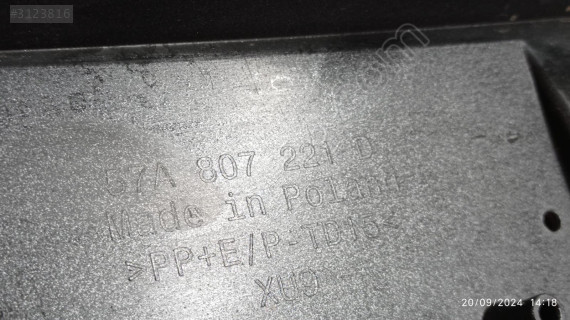 #3123816
57A 807 221 D
Made in Poland
>PP+E/P-TD15<
XU9
20/09/2024 14:18